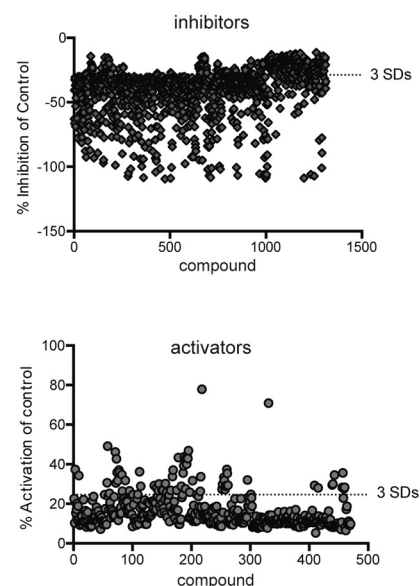 inhibitors
0
-50
-100
-150
% Inhibition of Control
3 SDs
0
500
1000
1500
compound
activators
100
80
60
40
20
0
% Activation of control
3 SDs
0
100
200
300
400
500
compound